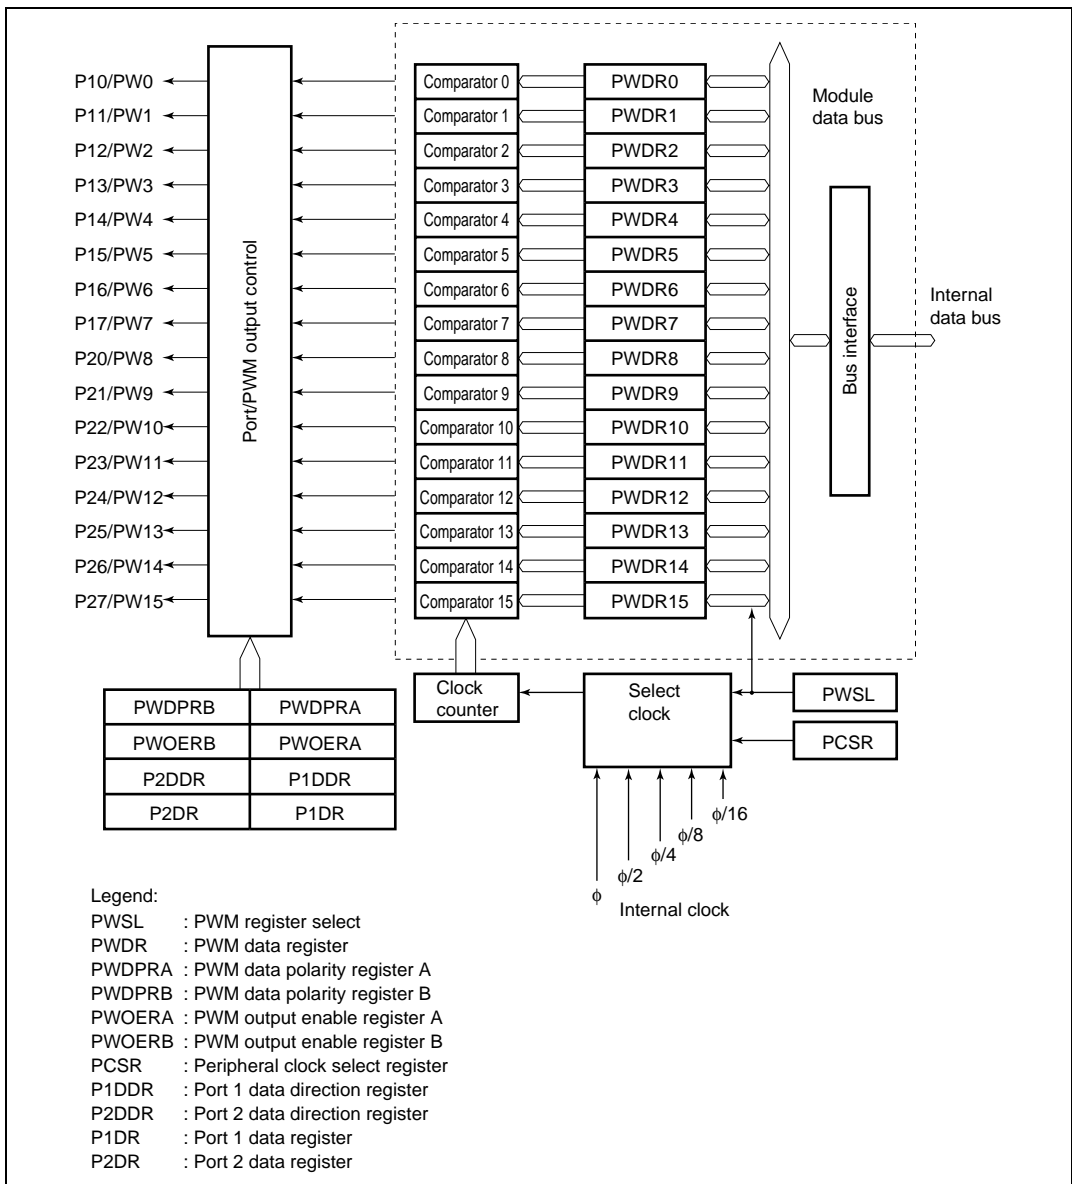 P10/PW0 Comparator 0 PWDR0
P11/PW1 Comparator 1 PWDR1
P12/PW2 Comparator 2 PWDR2
P13/PW3 Comparator 3 PWDR3
P14/PW4 Comparator 4 PWDR4
P15/PW5 Comparator 5 PWDR5
P16/PW6 Comparator 6 PWDR6
P17/PW7 Comparator 7 PWDR7
P20/PW8 Comparator 8 PWDR8
P21/PW9 Comparator 9 PWDR9
P22/PW10 Comparator 10 PWDR10
P23/PW11 Comparator 11 PWDR11
P24/PW12 Comparator 12 PWDR12
P25/PW13 Comparator 13 PWDR13
P26/PW14 Comparator 14 PWDR14
P27/PW15 Comparator 15 PWDR15
Port/PWM output control
Module
data bus
Bus interface
Internal
data bus
Clock
counter
Select
clock
PWSL
PCSR
PWDPRB PWDPRA
PWOERB PWOERA
P2DDR P1DDR
P2DR P1DR
ϕ/16
ϕ/8
ϕ/4
ϕ/2
ϕ
Internal clock
Legend:
PWSL : PWM register select
PWDR : PWM data register
PWDPRA : PWM data polarity register A
PWDPRB : PWM data polarity register B
PWOERA : PWM output enable register A
PWOERB : PWM output enable register B
PCSR : Peripheral clock select register
P1DDR : Port 1 data direction register
P2DDR : Port 2 data direction register
P1DR : Port 1 data register
P2DR : Port 2 data register